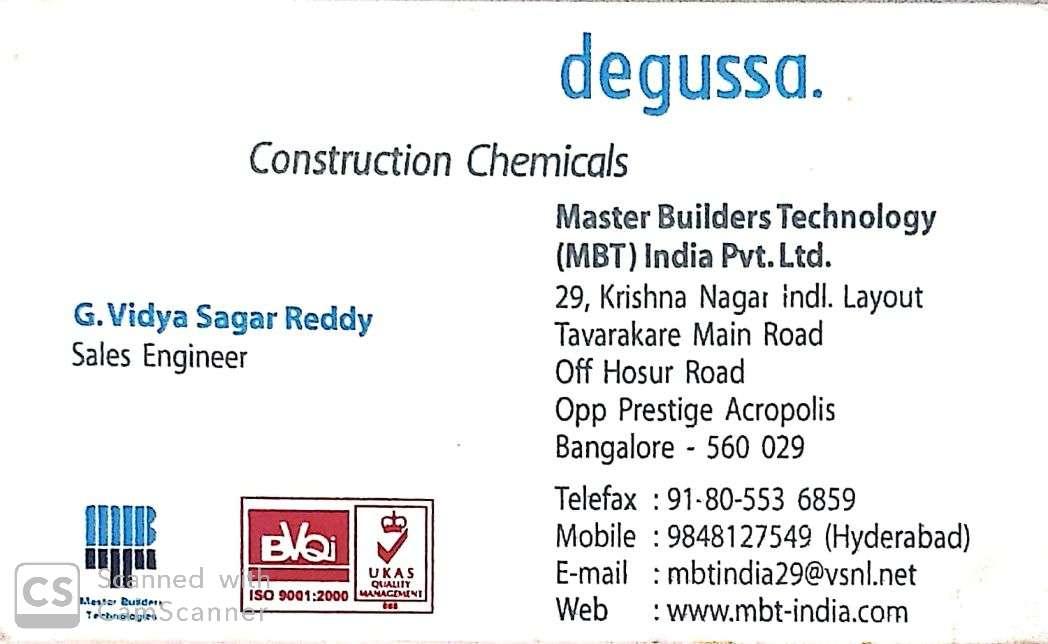 degussa.
Construction Chemicals
Master Builders Technology
(MBT) India Pvt. Ltd.
29, Krishna Nagar Indl. Layout
Tavarakare Main Road
Off Hosur Road
Opp Prestige Acropolis
Bangalore - 560 029
G. Vidya Sagar Reddy
Sales Engineer
Telefax : 91-80-553 6859
Mobile : 9848127549 (Hyderabad)
E-mail : mbtindia29@vsnl.net
Web : www.mbt-india.com
MB
Master Builders
Technologies
BVQi
ISO 9001:2000
UKAS
QUALITY
MANAGEMENT
CS
Scanned with
CamScanner